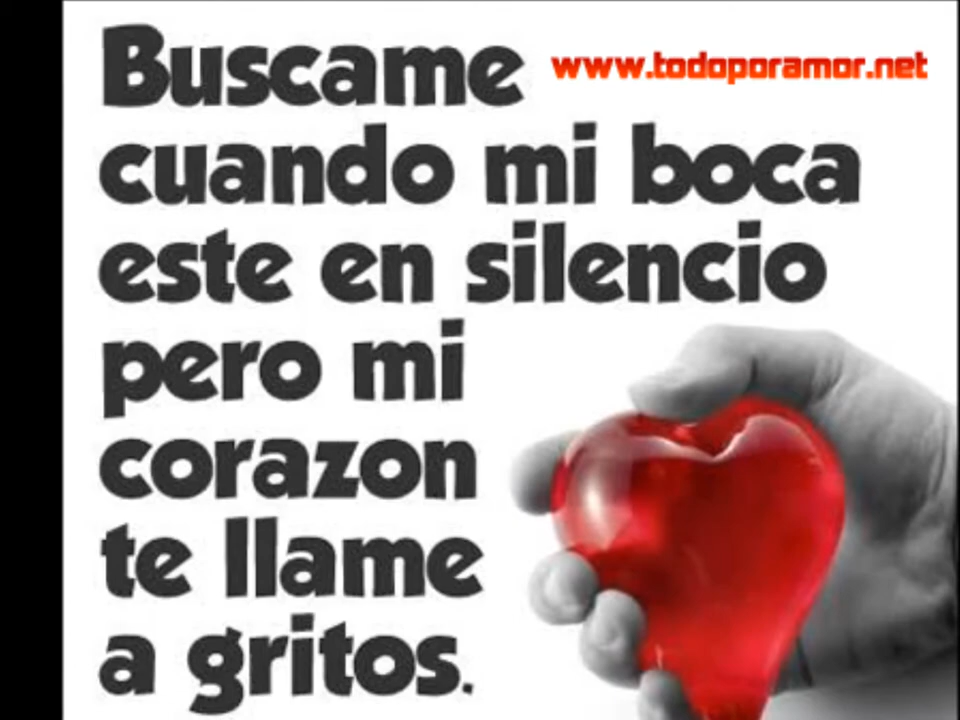 Buscame
www.todoporamor.net
cuando mi boca
este en silencio
pero mi
corazon
te llame
a gritos.